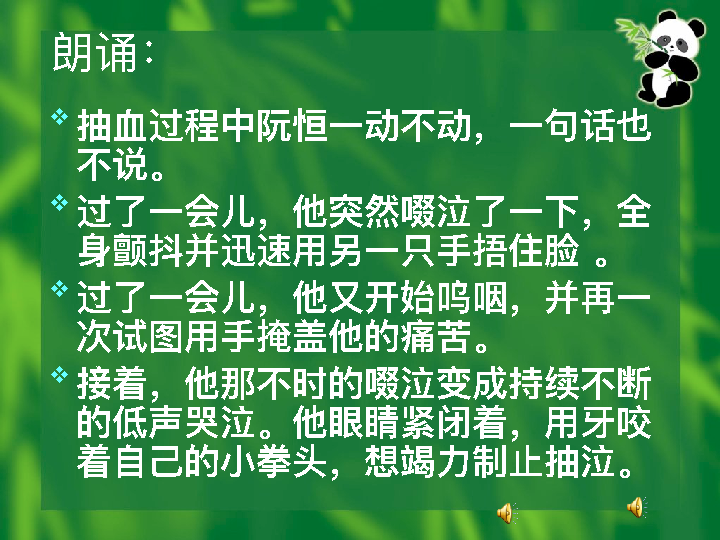 朗诵：
抽血过程中阮恒一动不动，一句话也
不说。
过了一会儿，他突然啜泣了一下，全
身颤抖并迅速用另一只手捂住脸 。
过了一会儿，他又开始呜咽，并再一
次试图用手掩盖他的痛苦。
接着，他那不时的啜泣变成持续不断
的低声哭泣。他眼睛紧闭着，用牙咬
着自己的小拳头，想竭力制止抽泣。